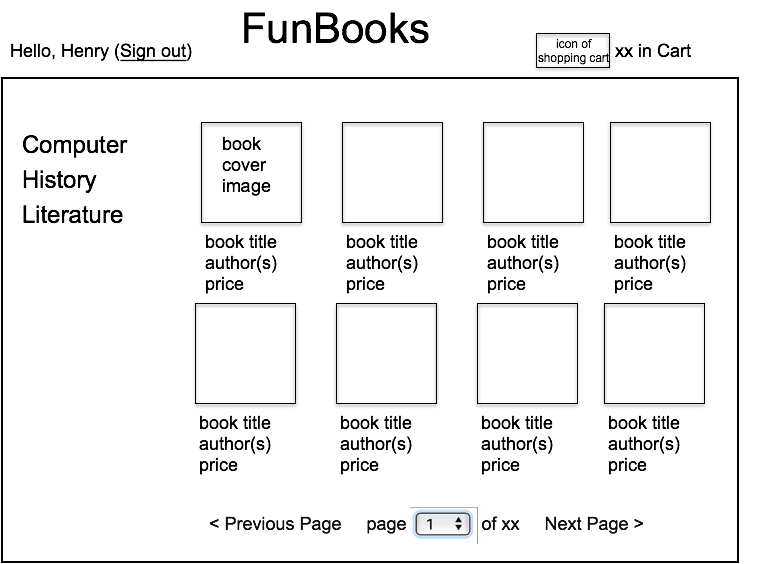 FunBooks
Hello, Henry (Sign out)
icon of
shopping cart
xx in Cart
Computer
History
Literature
book
cover
image
book title
author(s)
price
book title
author(s)
price
book title
author(s)
price
book title
author(s)
price
book title
author(s)
price
book title
author(s)
price
book title
author(s)
price
book title
author(s)
price
< Previous Page page 1 of xx Next Page >